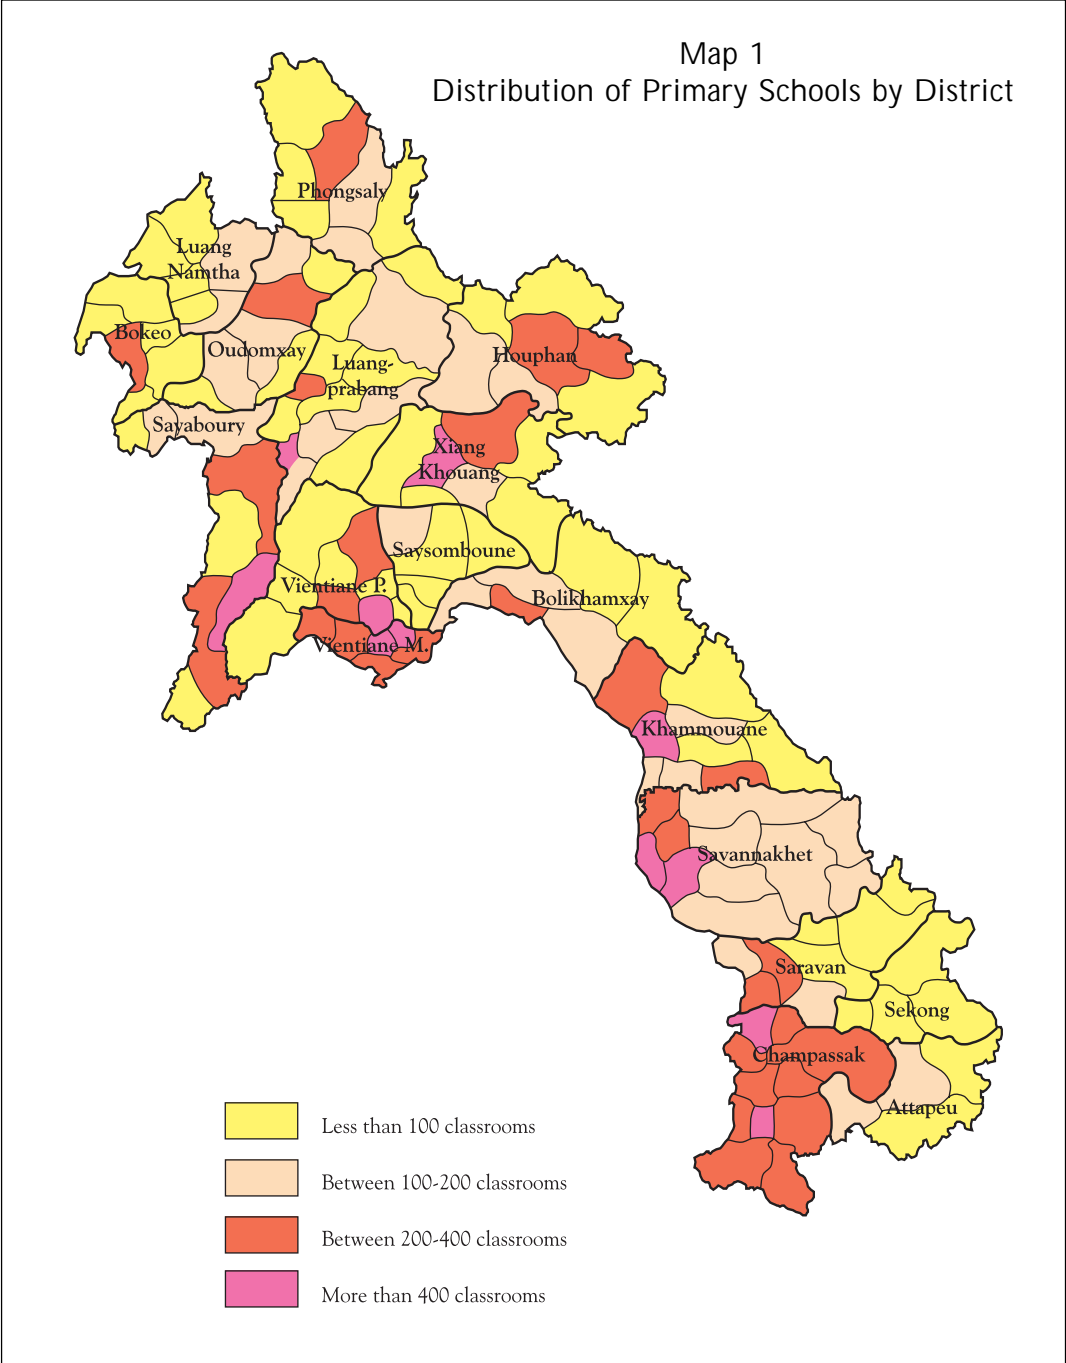 Map 1
Distribution of Primary Schools by District
Phongsaly
Luang
Namtha
Bokeo
Oudomxay
Luang-
prabang
Houphan
Sayaboury
Xiang
Khouang
Saysomboune
Vientiane P.
Bolikhamxay
Vientiane M.
Khammouane
Savannakhet
Saravan
Sekong
Champassak
Attapeu
Less than 100 classrooms
Between 100-200 classrooms
Between 200-400 classrooms
More than 400 classrooms